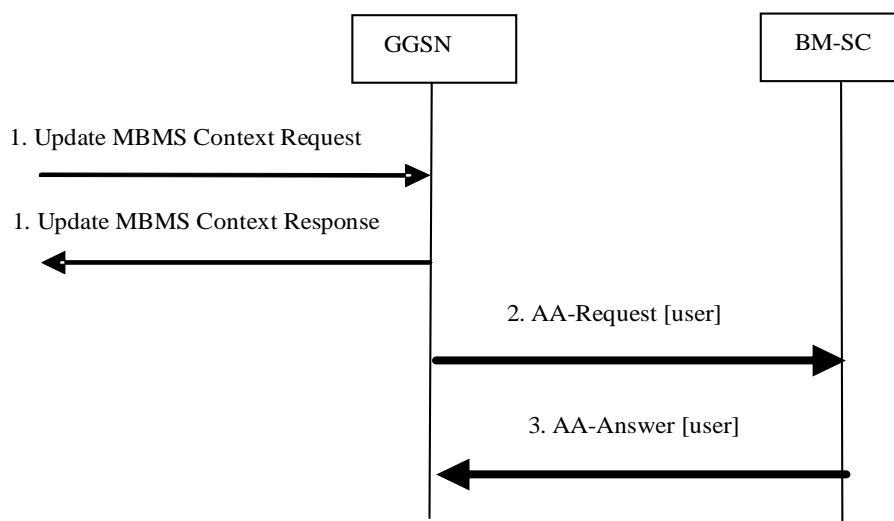 GGSN
BM-SC
1. Update MBMS Context Request
1. Update MBMS Context Response
2. AA-Request [user]
3. AA-Answer [user]